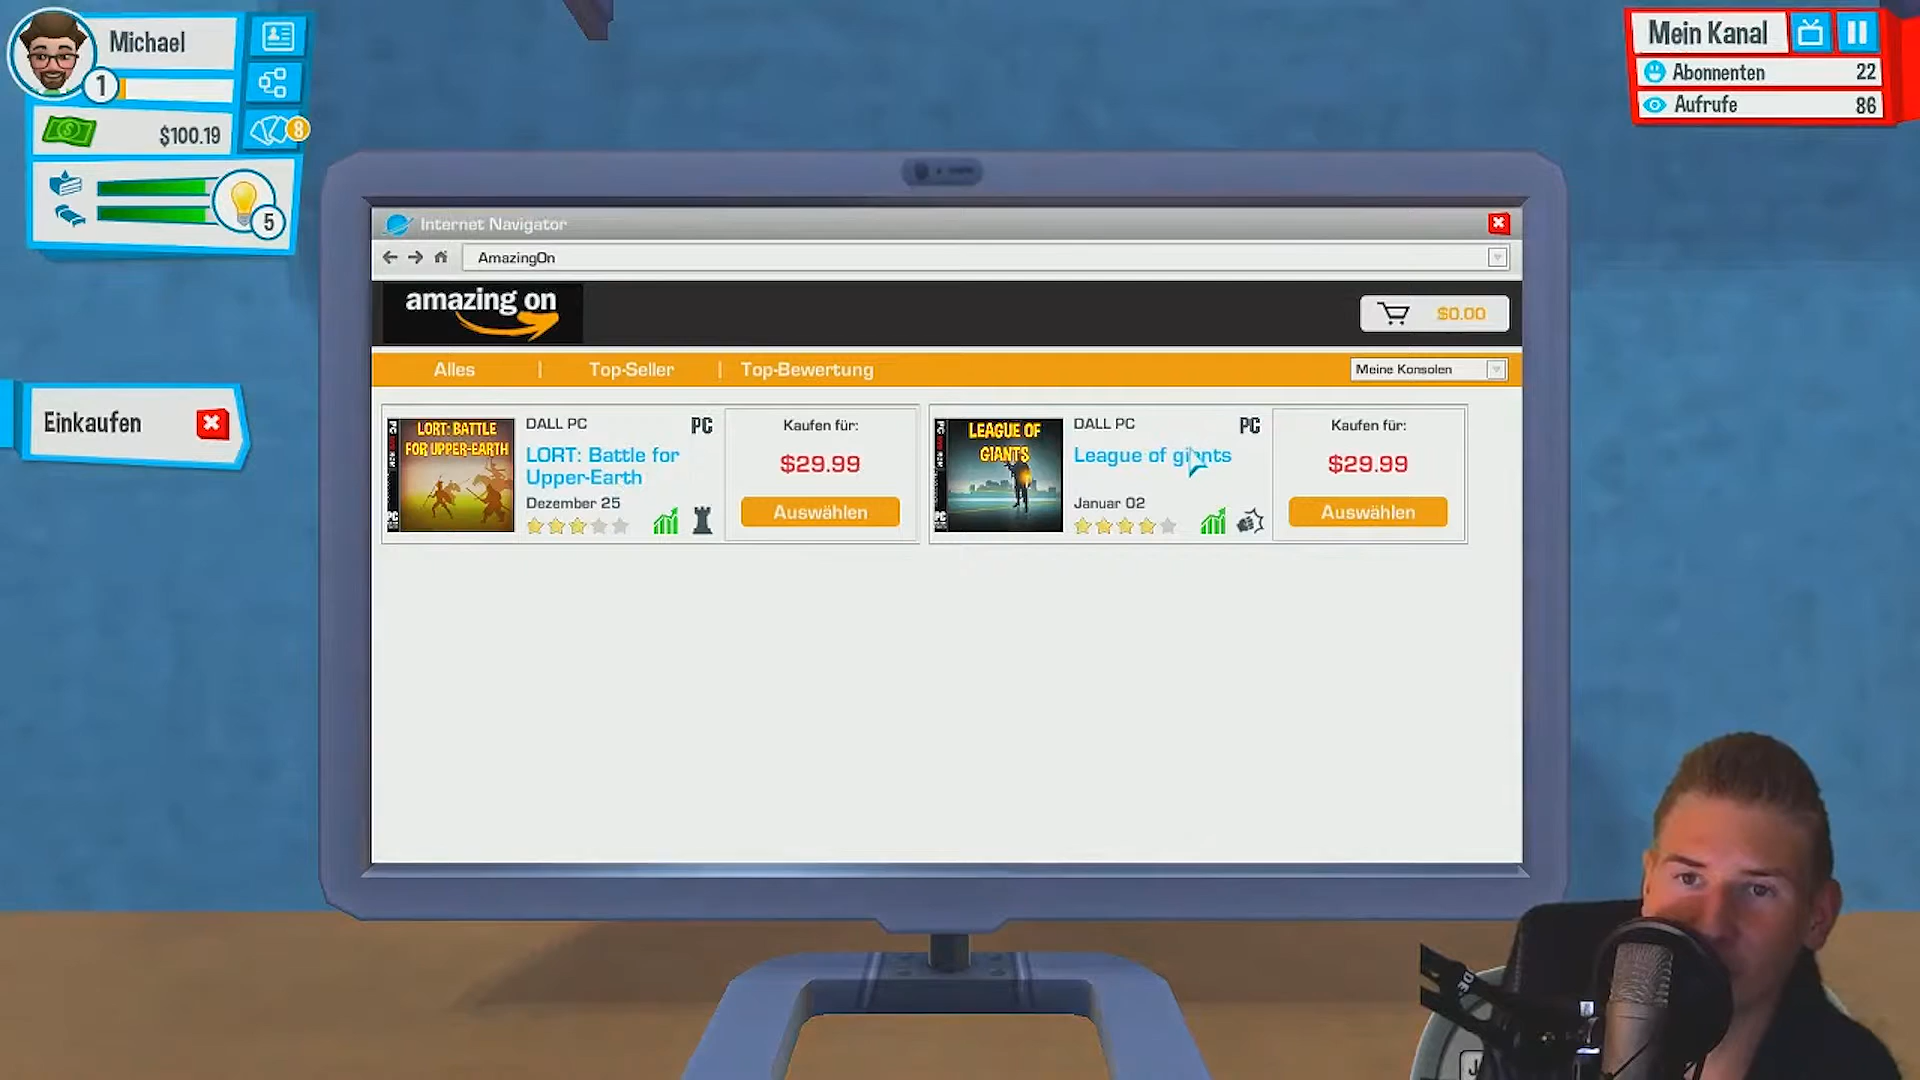 Michael
1
$100.19
8
5
Mein Kanal
Abonnenten 22
Aufrufe 86
Einkaufen
Internet Navigator
AmazingOn
amazing on
$0.00
Alles | Top-Seller | Top-Bewertung
Meine Konsolen
LORT: BATTLE
FOR UPPER-EARTH
PC
DALL PC
PC
LORT: Battle for
Upper-Earth
Dezember 25
Kaufen für:
$29.99
Auswählen
LEAGUE OF
GIANTS
PC
DALL PC
PC
League of giants
Januar 02
Kaufen für:
$29.99
Auswählen